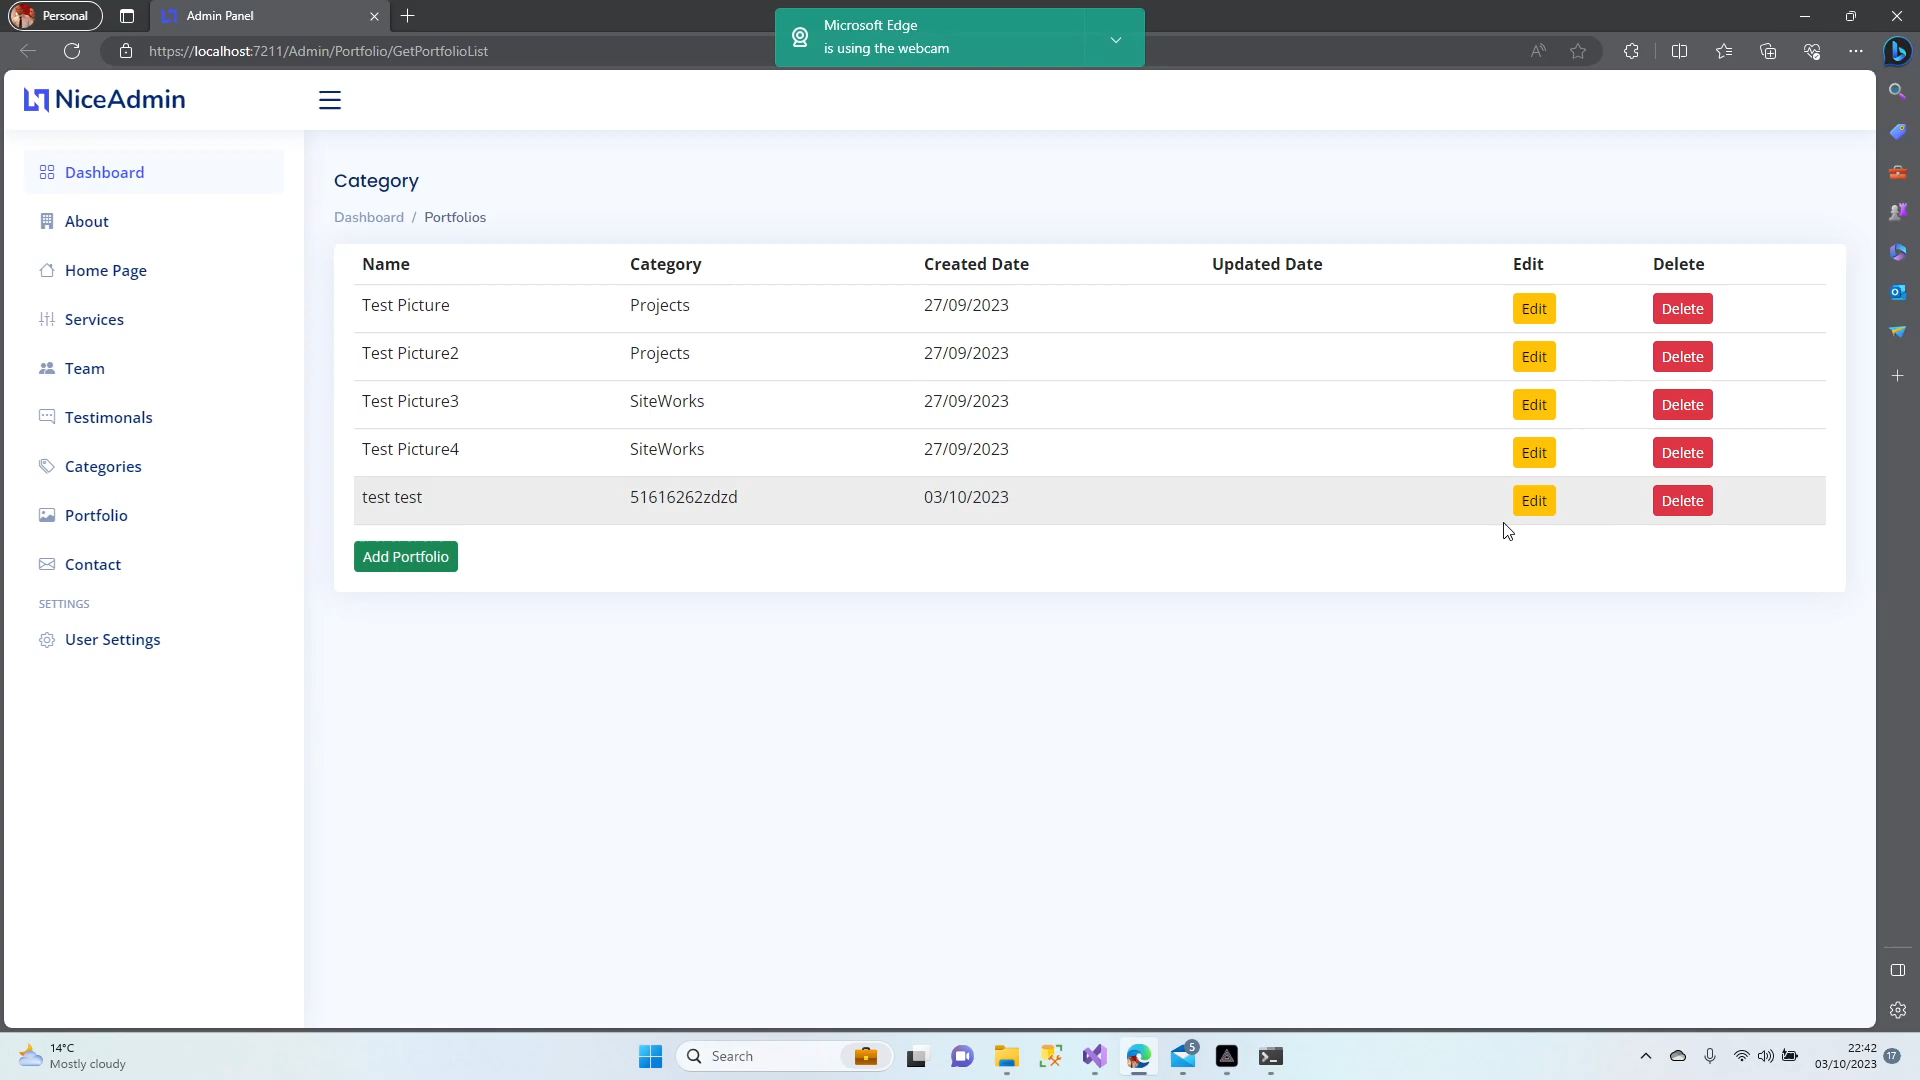 Personal
Admin Panel
Microsoft Edge
is using the webcam
https://localhost:7211/Admin/Portfolio/GetPortfolioList
NiceAdmin
Dashboard
About
Home Page
Services
Team
Testimonals
Categories
Portfolio
Contact
SETTINGS
User Settings
Category
Dashboard / Portfolios
Name Category Created Date Updated Date Edit Delete
Test Picture Projects 27/09/2023 Edit Delete
Test Picture2 Projects 27/09/2023 Edit Delete
Test Picture3 SiteWorks 27/09/2023 Edit Delete
Test Picture4 SiteWorks 27/09/2023 Edit Delete
test test 51616262zdzd 03/10/2023 Edit Delete
Add Portfolio
14°C
Mostly cloudy
Search
5
22:42
03/10/2023
17